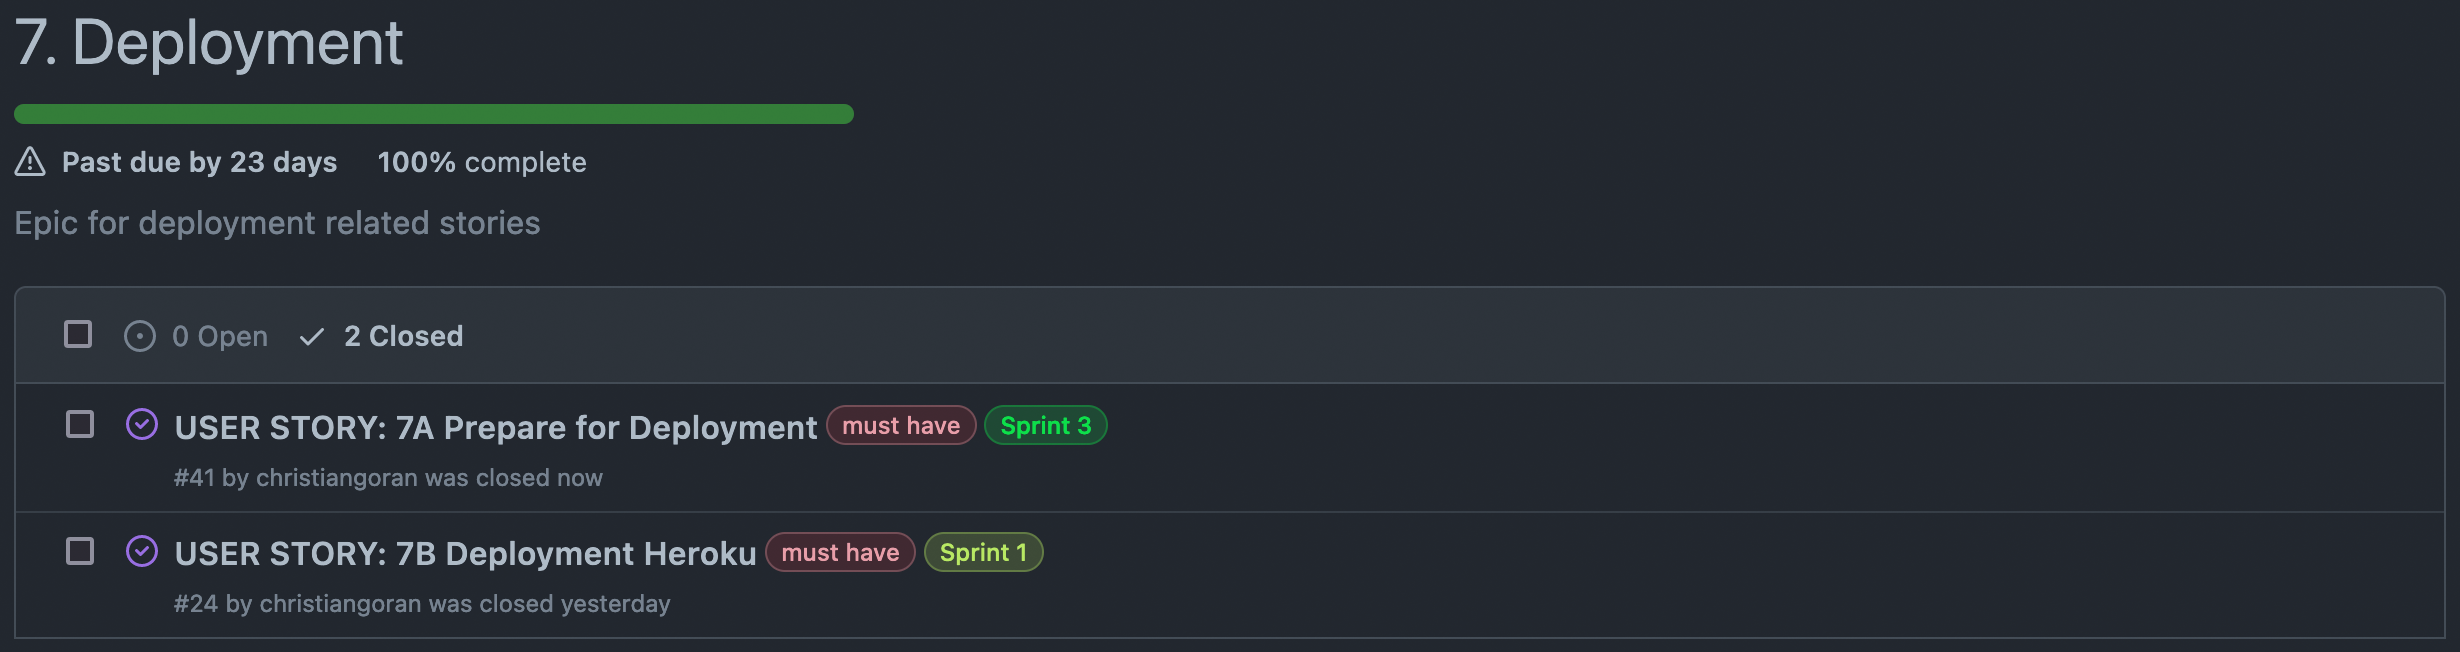 7. Deployment
Past due by 23 days 100% complete
Epic for deployment related stories
0 Open 2 Closed
USER STORY: 7A Prepare for Deployment must have Sprint 3
#41 by christiangoran was closed now
USER STORY: 7B Deployment Heroku must have Sprint 1
#24 by christiangoran was closed yesterday